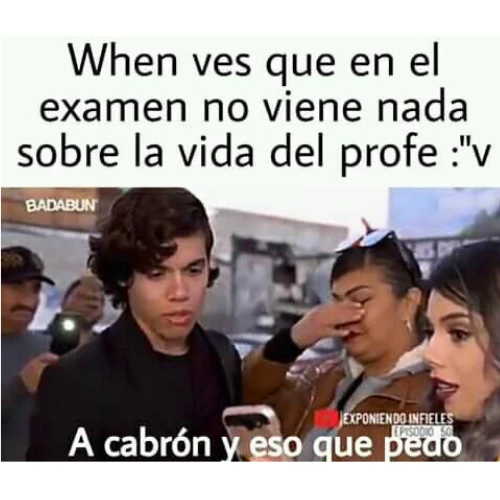 When ves que en el
examen no viene nada
sobre la vida del profe :"v
BADABUN
EXPONIENDO INFIELES
EPISODIO 50
A cabrón y eso que pedo